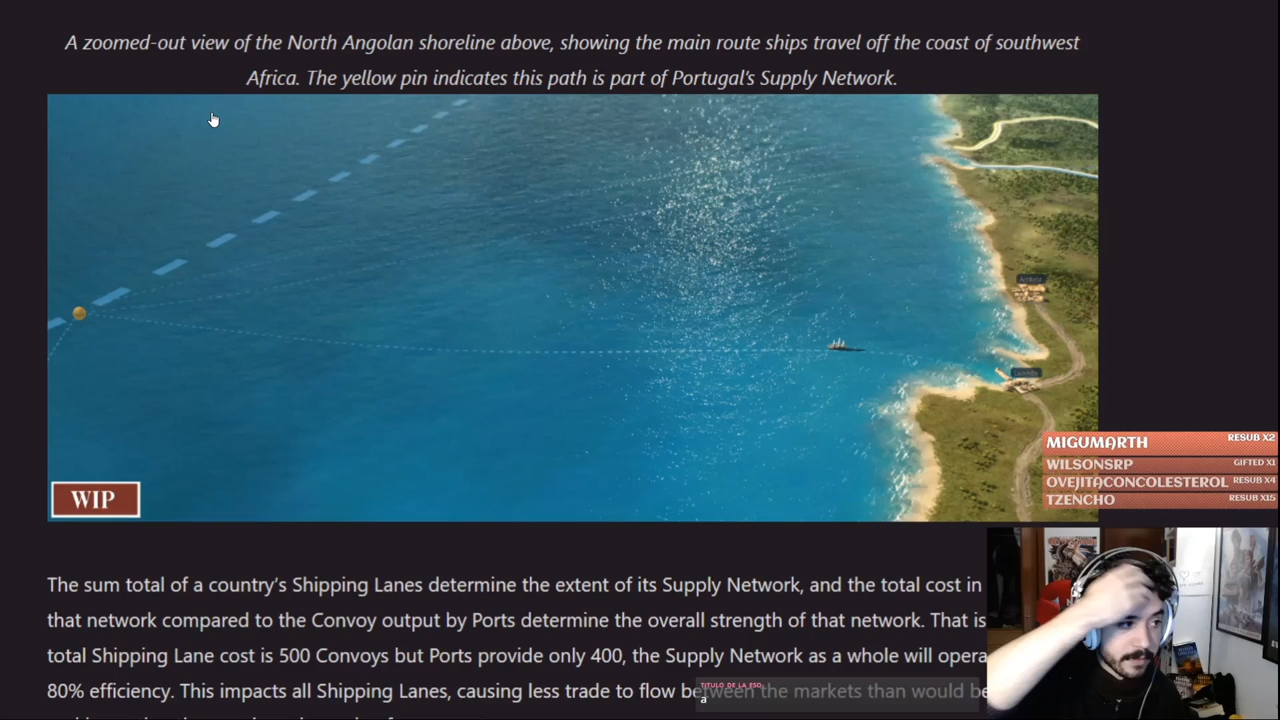 A zoomed-out view of the North Angolan shoreline above, showing the main route ships travel off the coast of southwest
Africa. The yellow pin indicates this path is part of Portugal's Supply Network.
WIP
MIGUMARTH RESUB X2
WILSONSRP GIFTED X1
OVEJITACONCOLESTEROL RESUB X4
TZENCHO RESUB X15
The sum total of a country's Shipping Lanes determine the extent of its Supply Network, and the total cost in
that network compared to the Convoy output by Ports determine the overall strength of that network. That is
total Shipping Lane cost is 500 Convoys but Ports provide only 400, the Supply Network as a whole will opera
80% efficiency. This impacts all Shipping Lanes, causing less trade to flow between the markets than would be
TITULO DE LA ESO
a